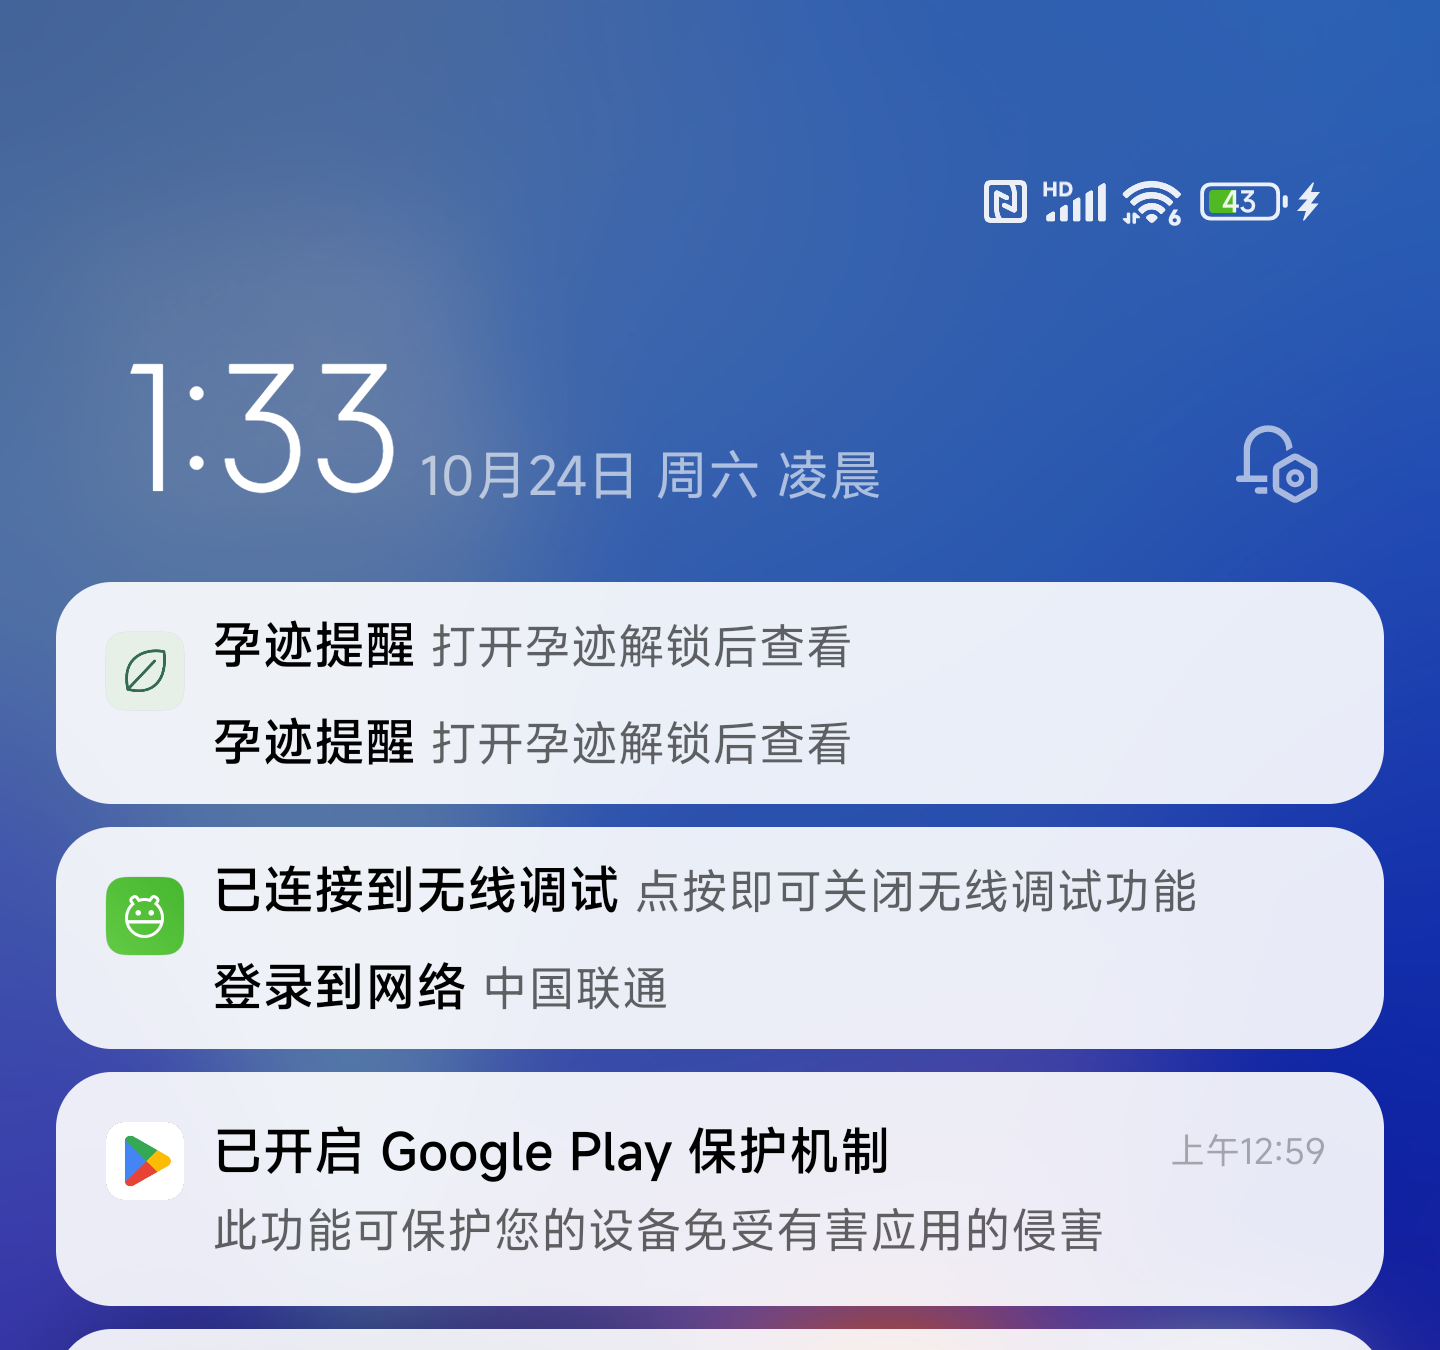 HD
6
43
1:33 10月24日 周六 凌晨
孕迹提醒 打开孕迹解锁后查看
孕迹提醒 打开孕迹解锁后查看
已连接到无线调试 点按即可关闭无线调试功能
登录到网络 中国联通
已开启 Google Play 保护机制 上午12:59
此功能可保护您的设备免受有害应用的侵害